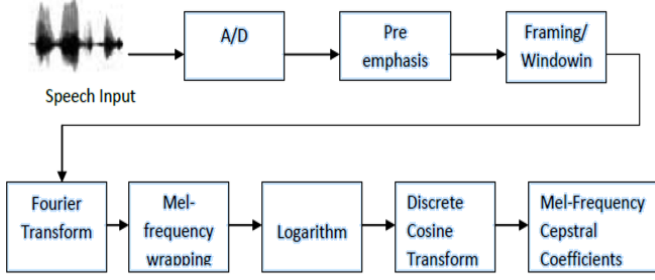 A/D
Pre
emphasis
Framing/
Windowin
Speech Input
Fourier
Transform
Mel-
frequency
wrapping
Logarithm
Discrete
Cosine
Transform
Mel-Frequency
Cepstral
Coefficients